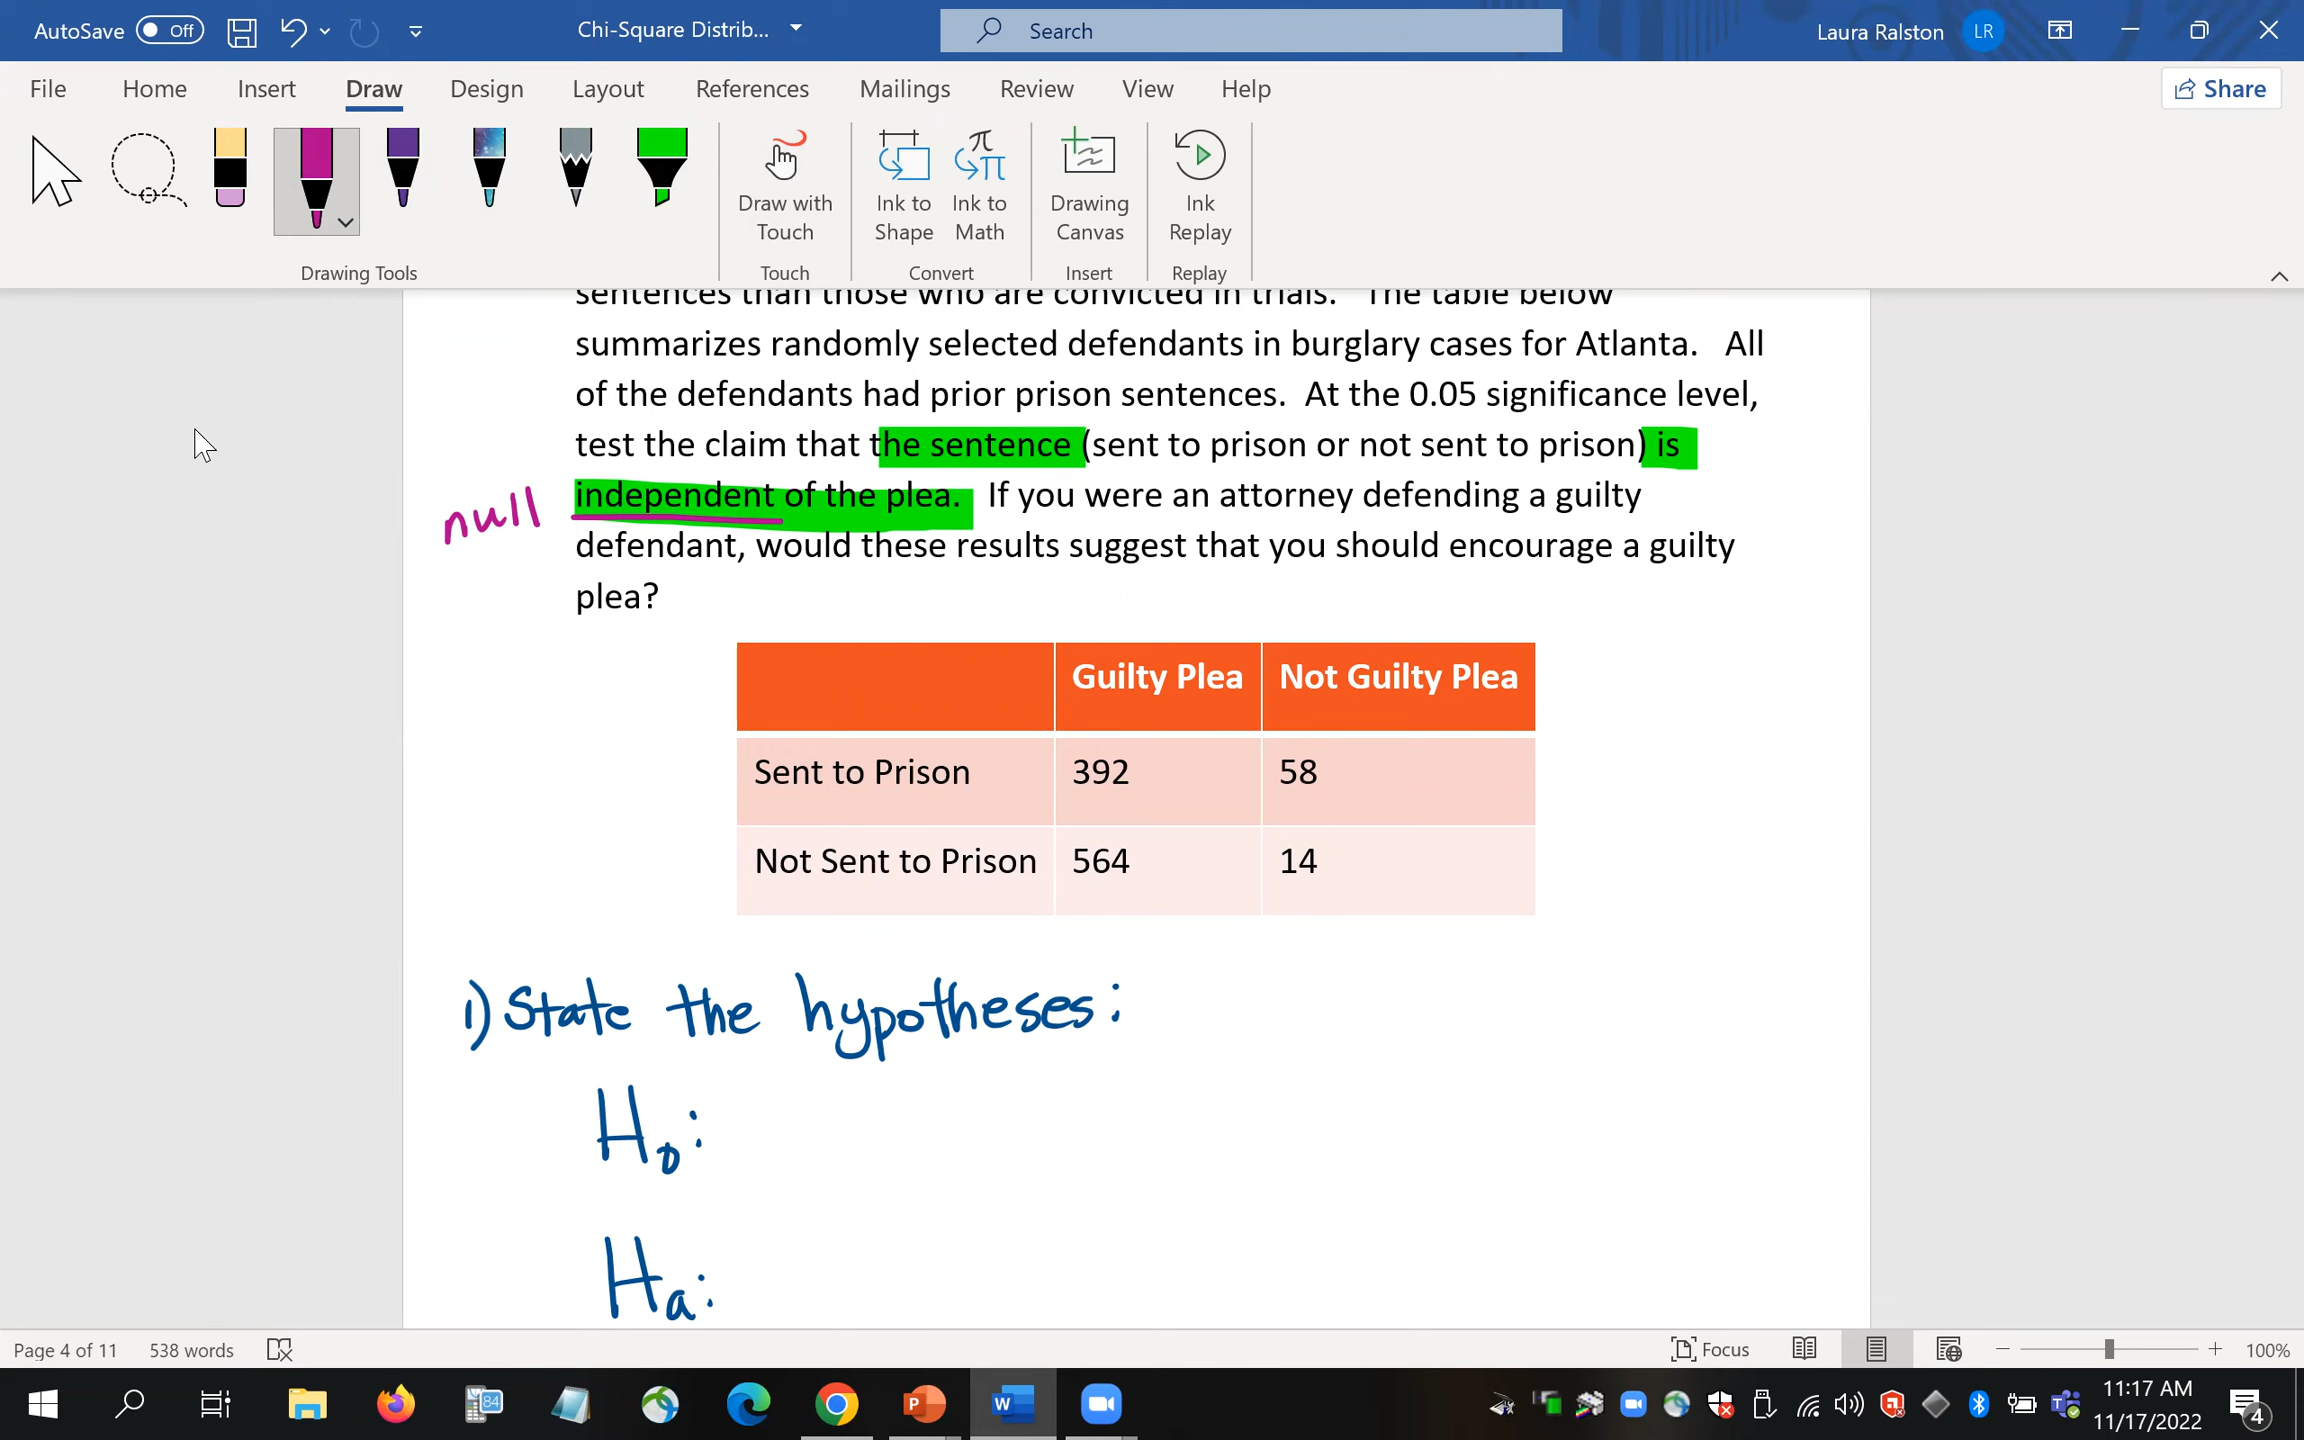 AutoSave Off Chi-Square Distrib... Search Laura Ralston LR
File Home Insert Draw Design Layout References Mailings Review View Help Share
Draw with Touch Ink to Shape Ink to Math Drawing Canvas Ink Replay
Drawing Tools Touch Convert Insert Replay
sentences than those who are convicted in trials. The table below
summarizes randomly selected defendants in burglary cases for Atlanta. All
of the defendants had prior prison sentences. At the 0.05 significance level,
test the claim that the sentence (sent to prison or not sent to prison) is
null independent of the plea. If you were an attorney defending a guilty
defendant, would these results suggest that you should encourage a guilty
plea?
Guilty Plea Not Guilty Plea
Sent to Prison 392 58
Not Sent to Prison 564 14
1) State the hypotheses:
H0:
Ha:
Page 4 of 11 538 words Focus 100%
84 11:17 AM
11/17/2022 4